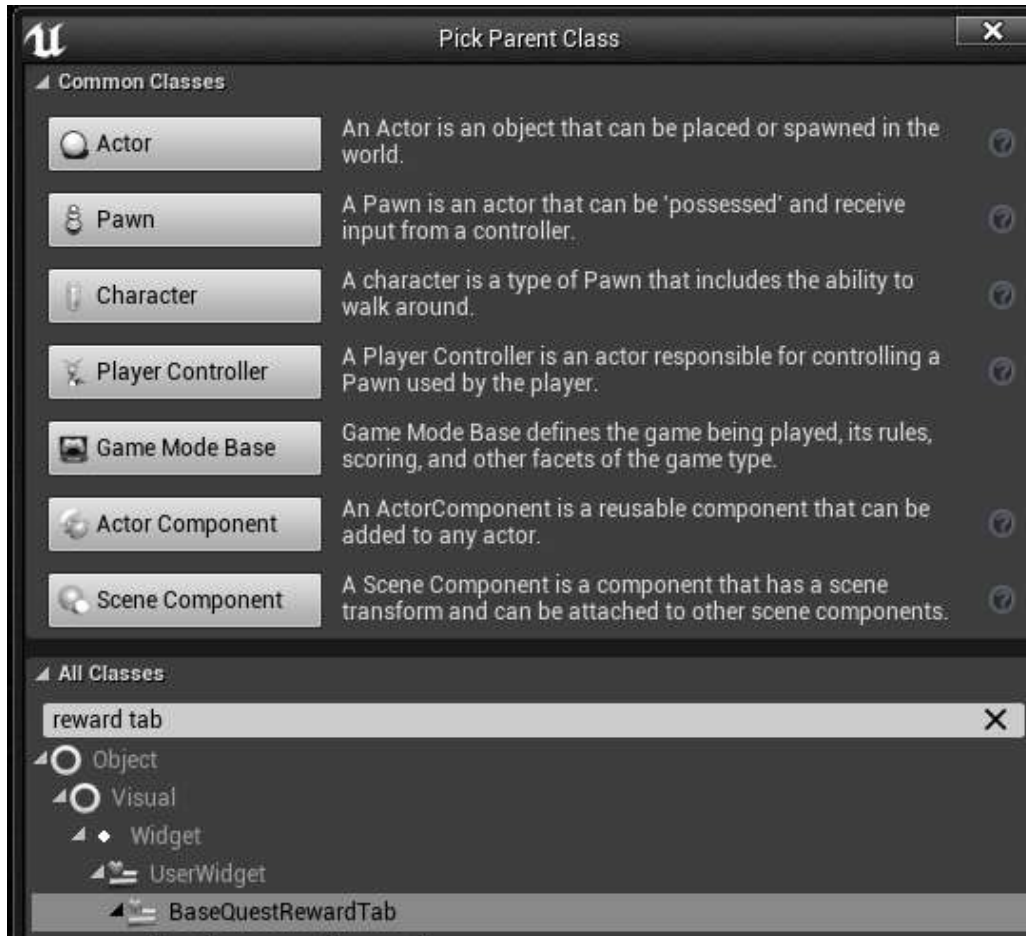 Pick Parent Class
Common Classes
Actor
An Actor is an object that can be placed or spawned in the
world.
Pawn
A Pawn is an actor that can be 'possessed' and receive
input from a controller.
Character
A character is a type of Pawn that includes the ability to
walk around.
Player Controller
A Player Controller is an actor responsible for controlling a
Pawn used by the player.
Game Mode Base
Game Mode Base defines the game being played, its rules,
scoring, and other facets of the game type.
Actor Component
An ActorComponent is a reusable component that can be
added to any actor.
Scene Component
A Scene Component is a component that has a scene
transform and can be attached to other scene components.
All Classes
reward tab
Object
Visual
Widget
UserWidget
BaseQuestRewardTab